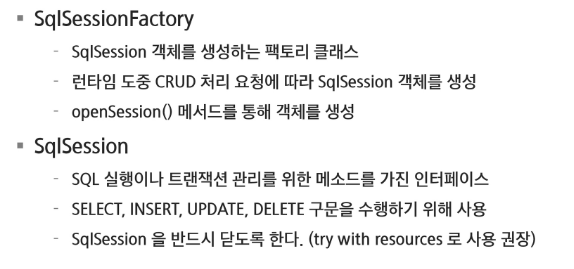 ▪ SqlSessionFactory
- SqlSession 객체를 생성하는 팩토리 클래스
- 런타임 도중 CRUD 처리 요청에 따라 SqlSession 객체를 생성
- openSession() 메서드를 통해 객체를 생성
▪ SqlSession
- SQL 실행이나 트랜잭션 관리를 위한 메소드를 가진 인터페이스
- SELECT, INSERT, UPDATE, DELETE 구문을 수행하기 위해 사용
- SqlSession 을 반드시 닫도록 한다. (try with resources 로 사용 권장)